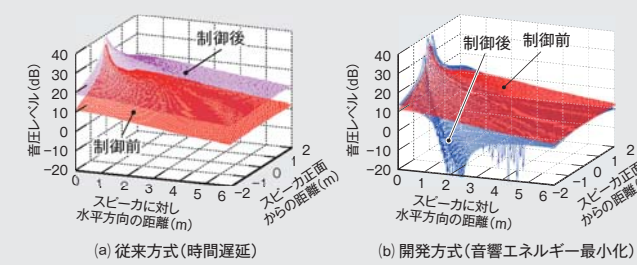 40
30
20
10
0
−10
−20
音圧レベル(dB)
制御後
制御前
0
1
2
3
4
5
6
−2
−1
0
1
2
スピーカに対し
水平方向の距離(m)
スピーカ正面
からの距離(m)
(a) 従来方式(時間遅延)
40
30
20
10
0
−10
−20
音圧レベル(dB)
制御後
制御前
0
1
2
3
4
5
6
−2
−1
0
1
2
スピーカに対し
水平方向の距離(m)
スピーカ正面
からの距離
(b) 開発方式(音響エネルギー最小化)